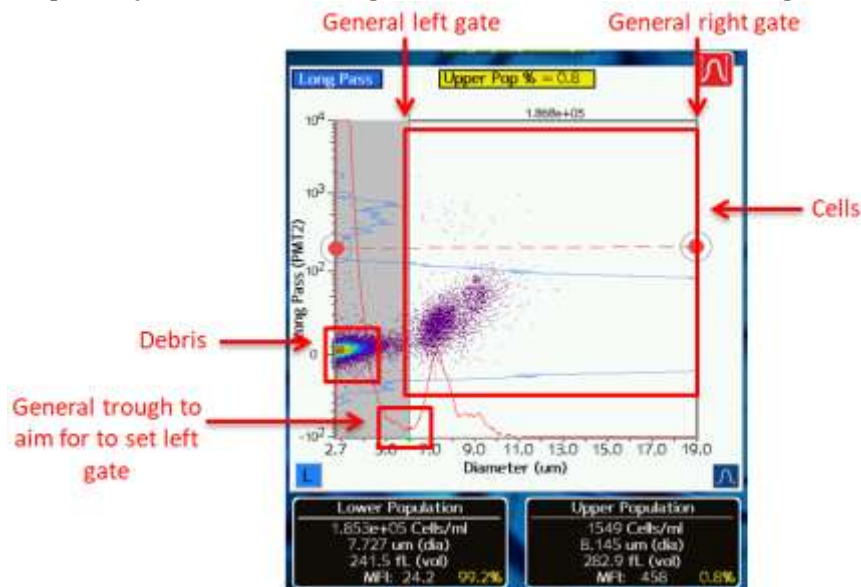 General left gate
General right gate
Long Pass
Upper Pop % = 0.8
1.868e+05
10⁴
10³
Cells
Long Pass (PMT2)
10²
Debris
0
General trough to
aim for to set left
gate
-10²
2.7 5.0 7.0 9.0 11.0 13.0 15.0 17.0 19.0
Diameter (um)
L
Lower Population
1.853e+05 Cells/ml
7.727 um (dia)
241.5 fL (vol)
MFI: 24.2 99.2%
Upper Population
1549 Cells/ml
8.145 um (dia)
282.9 fL (vol)
MFI: 458 0.8%